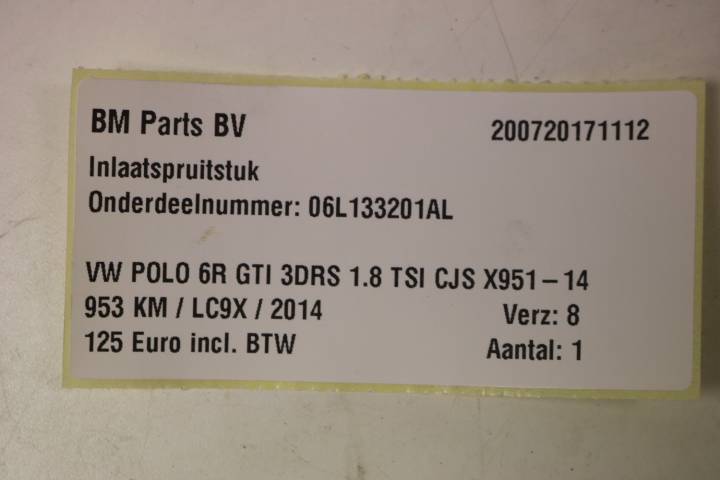 BM Parts BV 200720171112
Inlaatspruitstuk
Onderdeelnummer: 06L133201AL
VW POLO 6R GTI 3DRS 1.8 TSI CJS X951-14
953 KM / LC9X / 2014 Verz: 8
125 Euro incl. BTW Aantal: 1